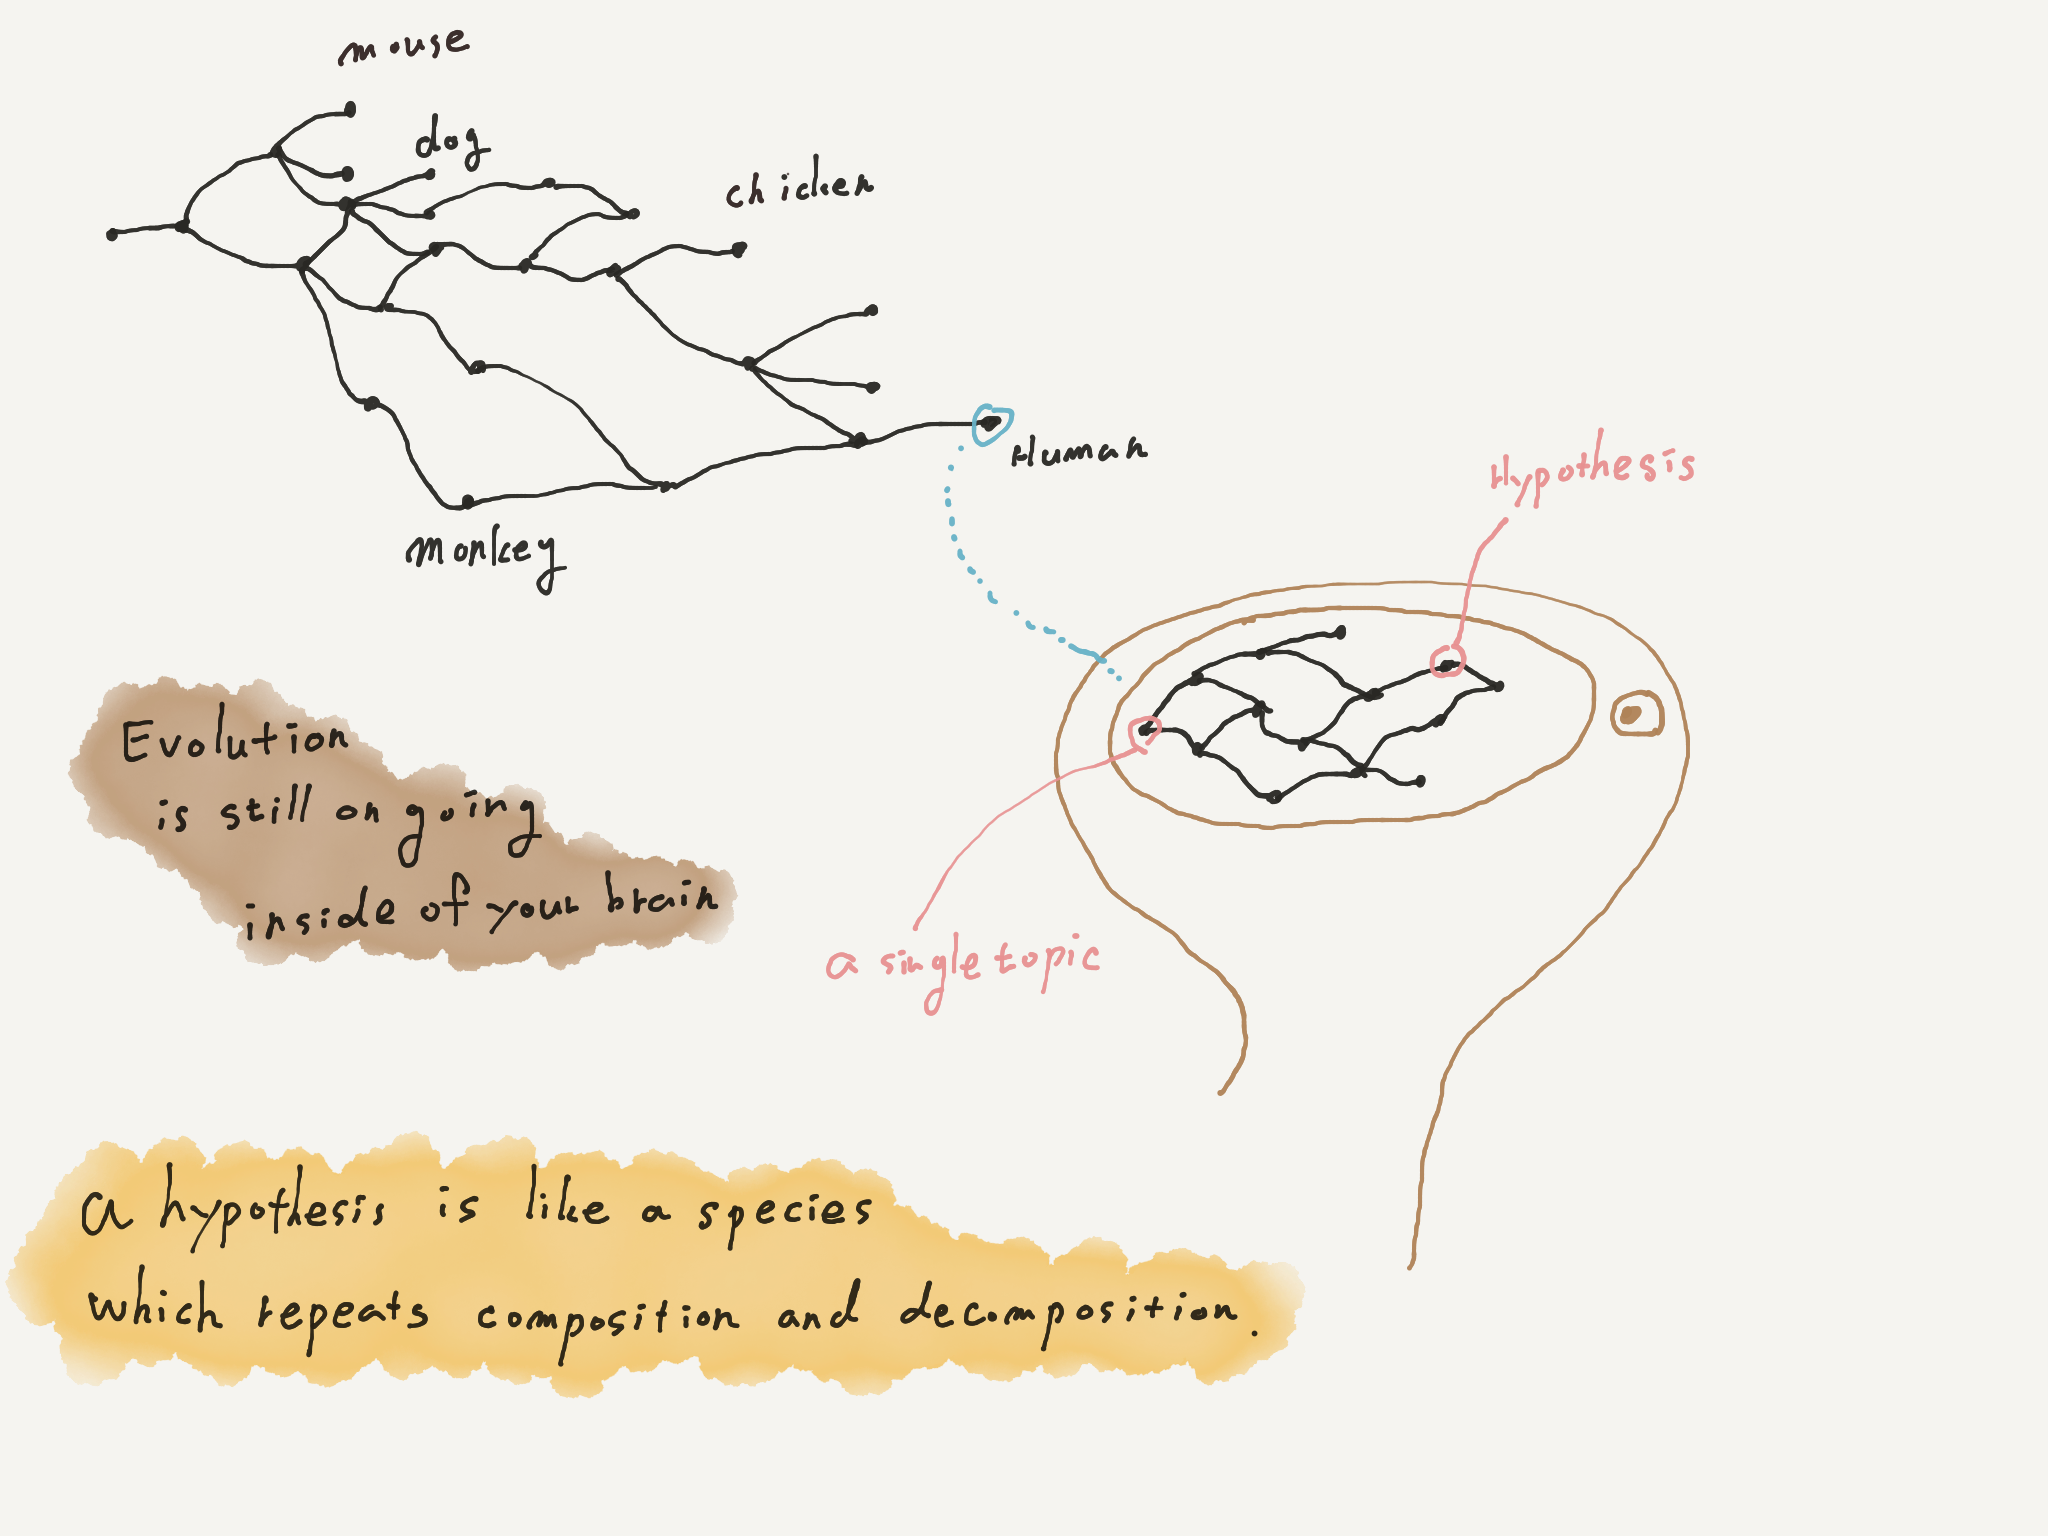 mouse
dog
chicken
Human
monkey
Hypothesis
Evolution
is still on going
inside of your brain
a single topic
a hypothesis is like a species
which repeats composition and decomposition.